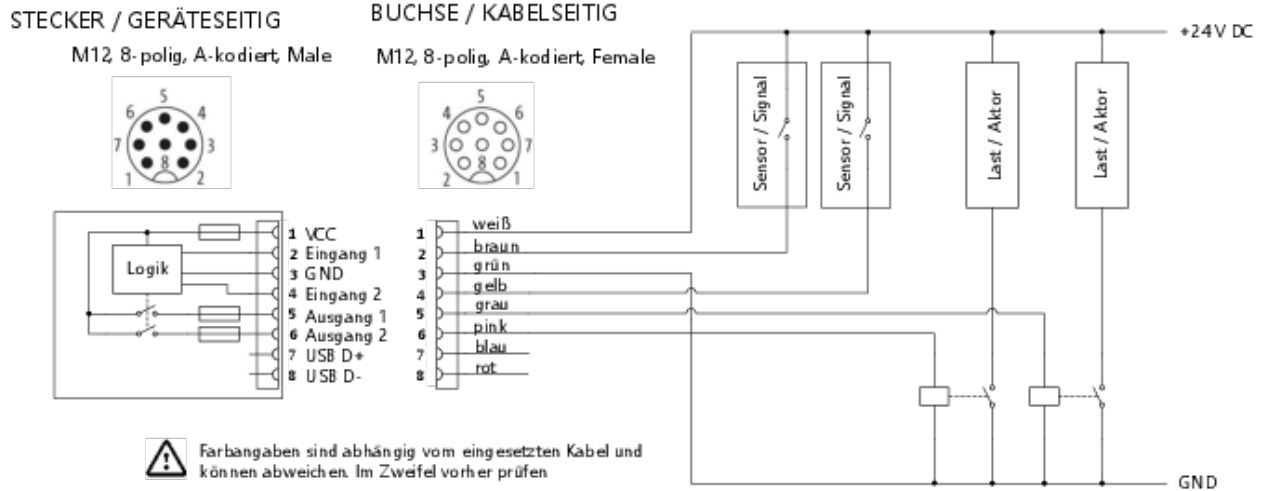 STECKER / GERÄTESEITIG
M12, 8-polig, A-kodiert, Male
5
6 4
7 3
8
1 2
BUCHSE / KABELSEITIG
M12, 8-polig, A-kodiert, Female
5
4 6
3 7
8
2 1
+24V DC
Sensor / Signal
Sensor / Signal
Last / Aktor
Last / Aktor
Logik
1 VCC
2 Eingang 1
3 GND
4 Eingang 2
5 Ausgang 1
6 Ausgang 2
7 USB D+
8 USB D-
1 weiß
2 braun
3 grün
4 gelb
5 grau
6 pink
7 blau
8 rot
GND
Farbangaben sind abhängig vom eingesetzten Kabel und
können abweichen. Im Zweifel vorher prüfen